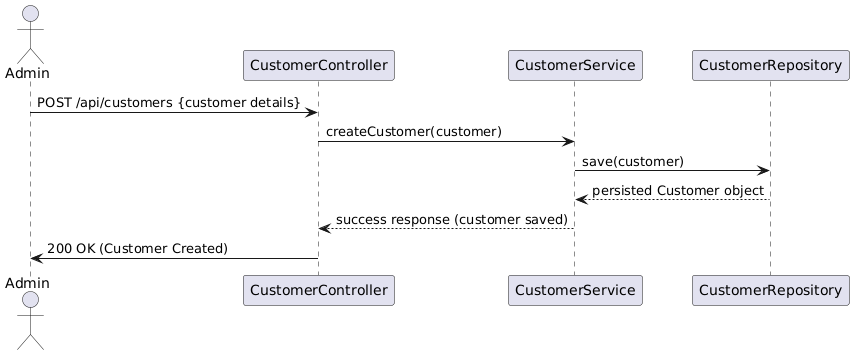 Admin
CustomerController
CustomerService
CustomerRepository
POST /api/customers {customer details}
createCustomer(customer)
save(customer)
persisted Customer object
success response (customer saved)
200 OK (Customer Created)
Admin
CustomerController
CustomerService
CustomerRepository